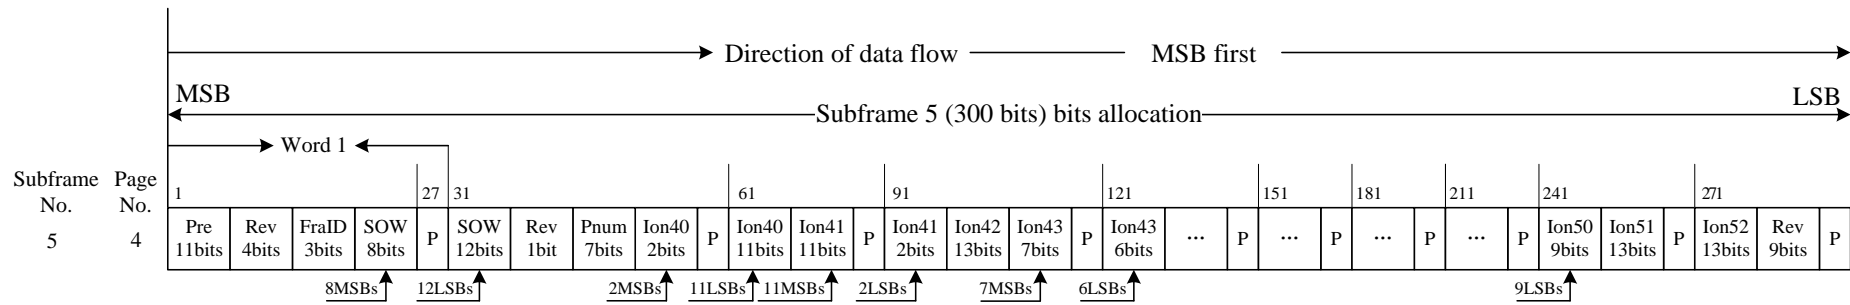 Direction of data flow MSB first
MSB LSB
Subframe 5 (300 bits) bits allocation
Word 1
Subframe No. Page No. 1 27 31 61 91 121 151 181 211 241 271
5 4 Pre 11bits Rev 4bits FraID 3bits SOW 8bits P SOW 12bits Rev 1bit Pnum 7bits Ion40 2bits P Ion40 11bits Ion41 11bits P Ion41 2bits Ion42 13bits Ion43 7bits P Ion43 6bits ... P ... P ... P ... P Ion50 9bits Ion51 13bits P Ion52 13bits Rev 9bits P
8MSBs 12LSBs 2MSBs 11LSBs 11MSBs 2LSBs 7MSBs 6LSBs 9LSBs